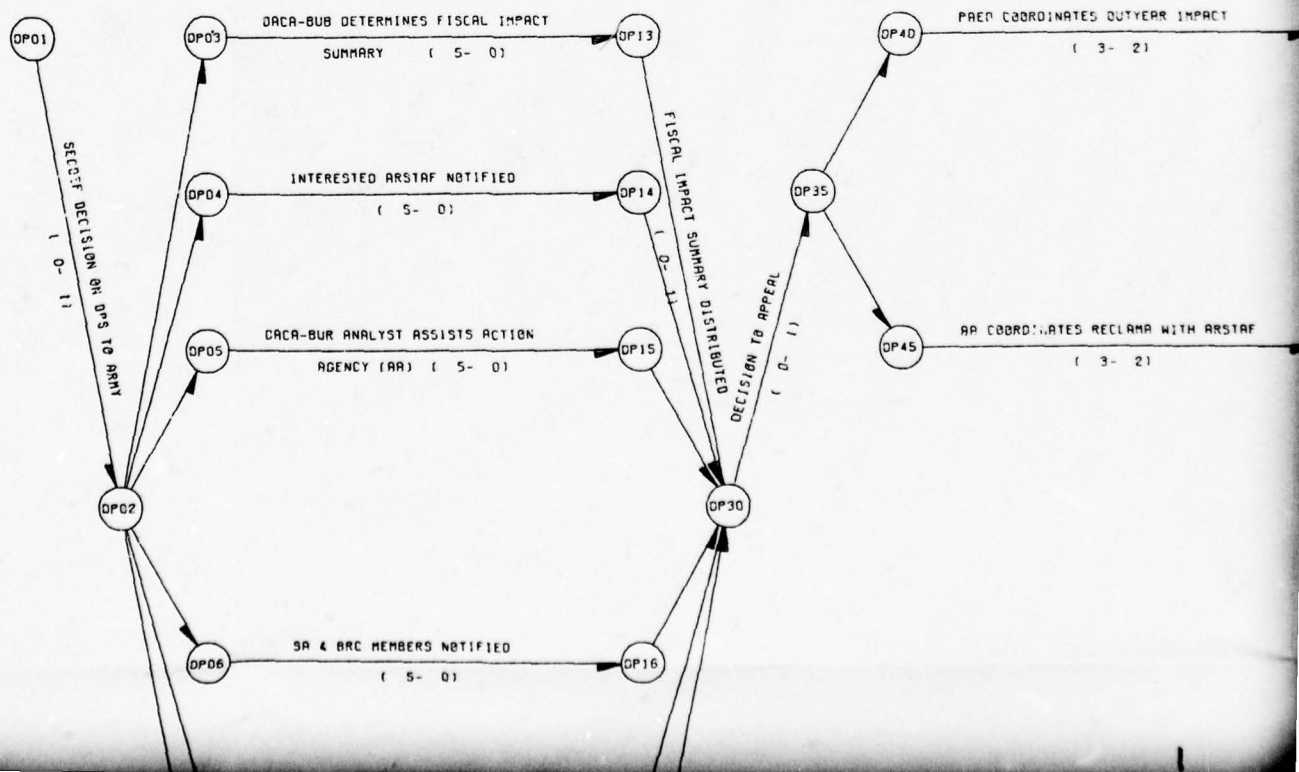 DP01
SECDEF DECISION ON DPS TO ARMY
( 0- 1)
DP02
DP03
DACA-BUB DETERMINES FISCAL IMPACT
SUMMARY ( 5- 0)
DP13
DP04
INTERESTED ARSTAF NOTIFIED
( 5- 0)
DP14
DP05
DACA-BUR ANALYST ASSISTS ACTION
AGENCY (AA) ( 5- 0)
DP15
DP06
SA & BRC MEMBERS NOTIFIED
( 5- 0)
DP16
FISCAL IMPACT SUMMARY DISTRIBUTED
( 0- 1)
DP30
DECISION TO APPEAL
( 0- 1)
DP35
DP40
PAED COORDINATES OUTYEAR IMPACT
( 3- 2)
DP45
AA COORDINATES RECLAMA WITH ARSTAF
( 3- 2)